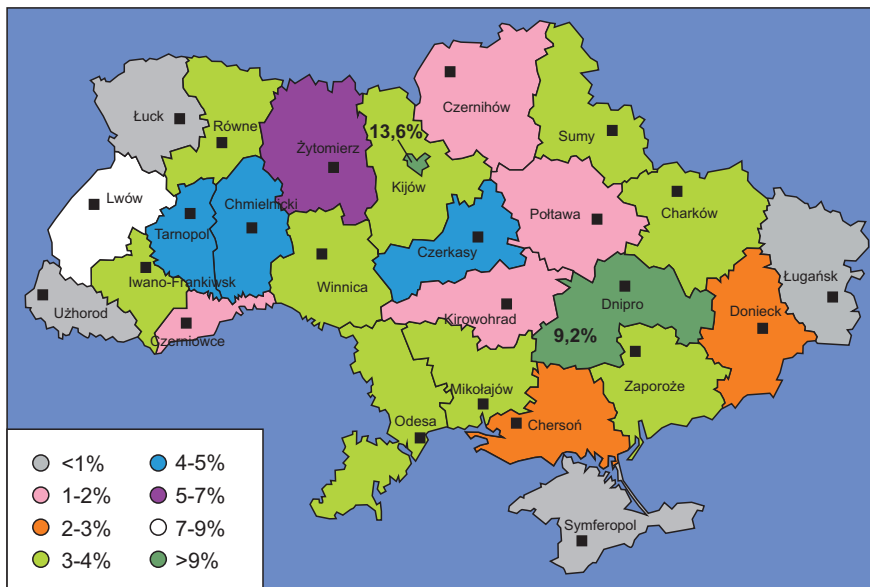 Czernihów
Łuck
Równe
13,6%
Sumy
Żytomierz
Kijów
Lwów
Chmielnicki
Połtawa
Charków
Tarnopol
Czerkasy
Ługańsk
Iwano-Frankiwsk
Winnica
Użhorod
Dnipro
Donieck
Kirowohrad
Czerniowce
9,2%
Mikołajów
Zaporoże
Odesa
Chersoń
<1%
4-5%
1-2%
5-7%
2-3%
7-9%
3-4%
>9%
Symferopol